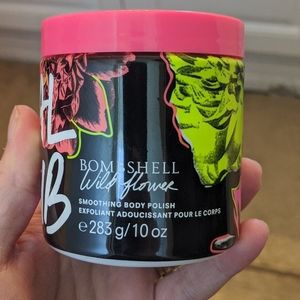 BOMBSHELL
Wild flower
SMOOTHING BODY POLISH
EXFOLIANT ADOUCISSANT POUR LE CORPS
e 283 g/10 oz